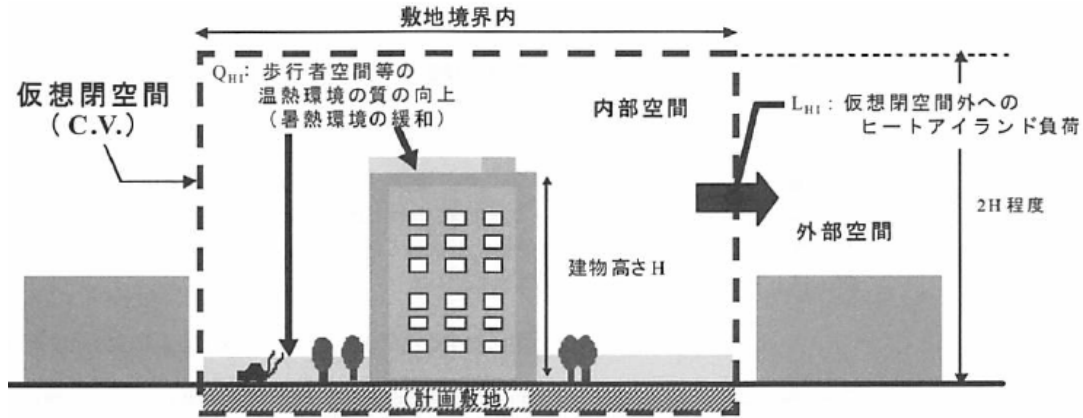 敷地境界内
Q_HI：歩行者空間等の
温熱環境の質の向上
（暑熱環境の緩和）
仮想閉空間
（C.V.）
内部空間
L_HI：仮想閉空間外への
ヒートアイランド負荷
2H程度
外部空間
建物高さH
（計画敷地）